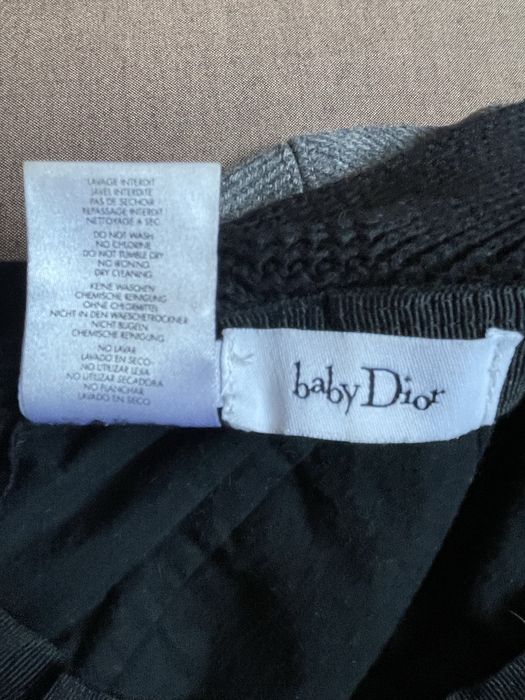 LAVAGE INTERDIT
JAVEL INTERDITE
PAS DE SECHOIR
REPASSAGE INTERDIT
NETTOYAGE A SEC
DO NOT WASH
NO CHLORINE
DO NOT TUMBLE DRY
NO IRONING
DRY CLEANING
KEINE WASCHEN
CHEMISCHE REINIGUNG
OHNE CHLORMITTEL
NICHT IN DEN WAESCHETROCKNER
NICHT BUGELN
CHEMISCHE REINIGUNG
NO LAVAR
LAVADO EN SECO
NO UTILIZAR LEJIA
NO UTILIZAR SECADORA
NO PLANCHAR
LAVADO EN SECO
baby Dior